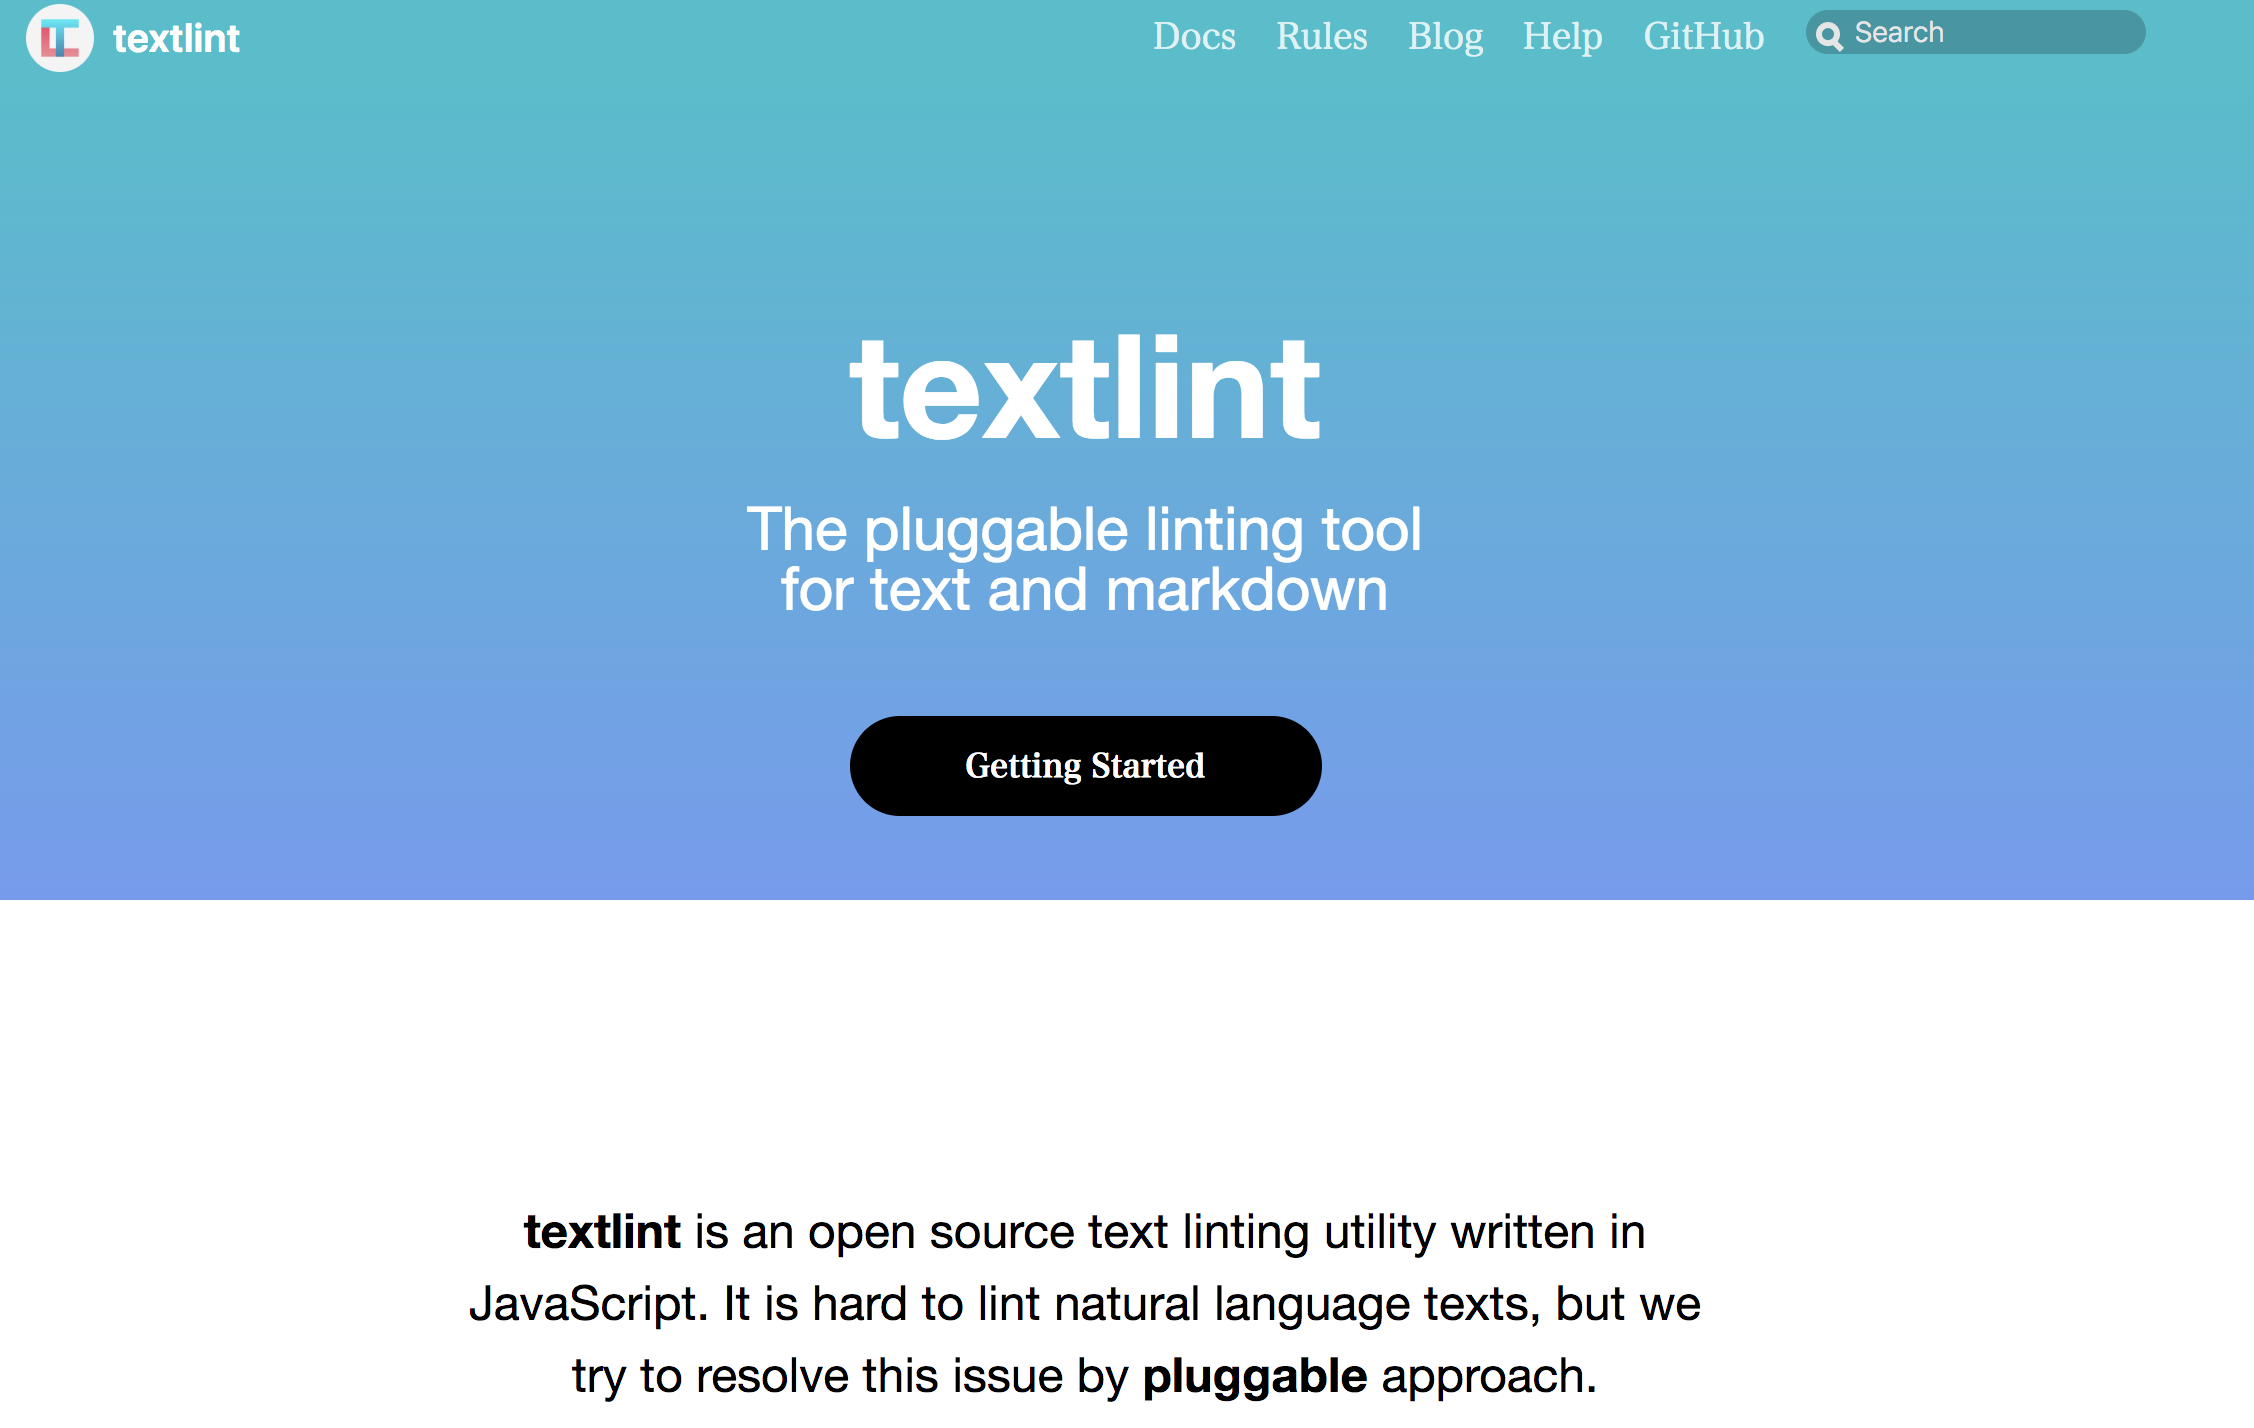 textlint
Docs Rules Blog Help GitHub Search
textlint
The pluggable linting tool
for text and markdown
Getting Started
textlint is an open source text linting utility written in
JavaScript. It is hard to lint natural language texts, but we
try to resolve this issue by pluggable approach.